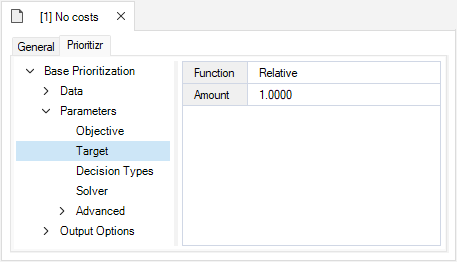 [1] No costs
General Prioritizr
Base Prioritization
Data
Parameters
Objective
Target
Decision Types
Solver
Advanced
Output Options
Function Relative
Amount 1.0000